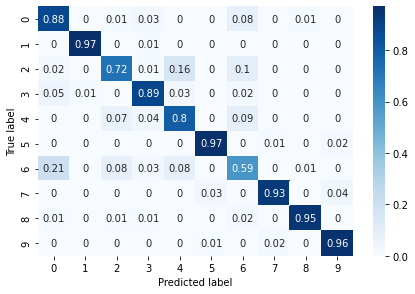 0 0.88 0 0.01 0.03 0 0 0.08 0 0.01 0
1 0 0.97 0 0.01 0 0 0 0 0 0
2 0.02 0 0.72 0.01 0.16 0 0.1 0 0 0
3 0.05 0.01 0 0.89 0.03 0 0.02 0 0 0
4 0 0 0.07 0.04 0.8 0 0.09 0 0 0
5 0 0 0 0 0 0.97 0 0.01 0 0.02
6 0.21 0 0.08 0.03 0.08 0 0.59 0 0.01 0
7 0 0 0 0 0 0.03 0 0.93 0 0.04
8 0.01 0 0.01 0.01 0 0 0.02 0 0.95 0
9 0 0 0 0 0 0.01 0 0.02 0 0.96
0 1 2 3 4 5 6 7 8 9
Predicted label
True label
0.8
0.6
0.4
0.2
0.0